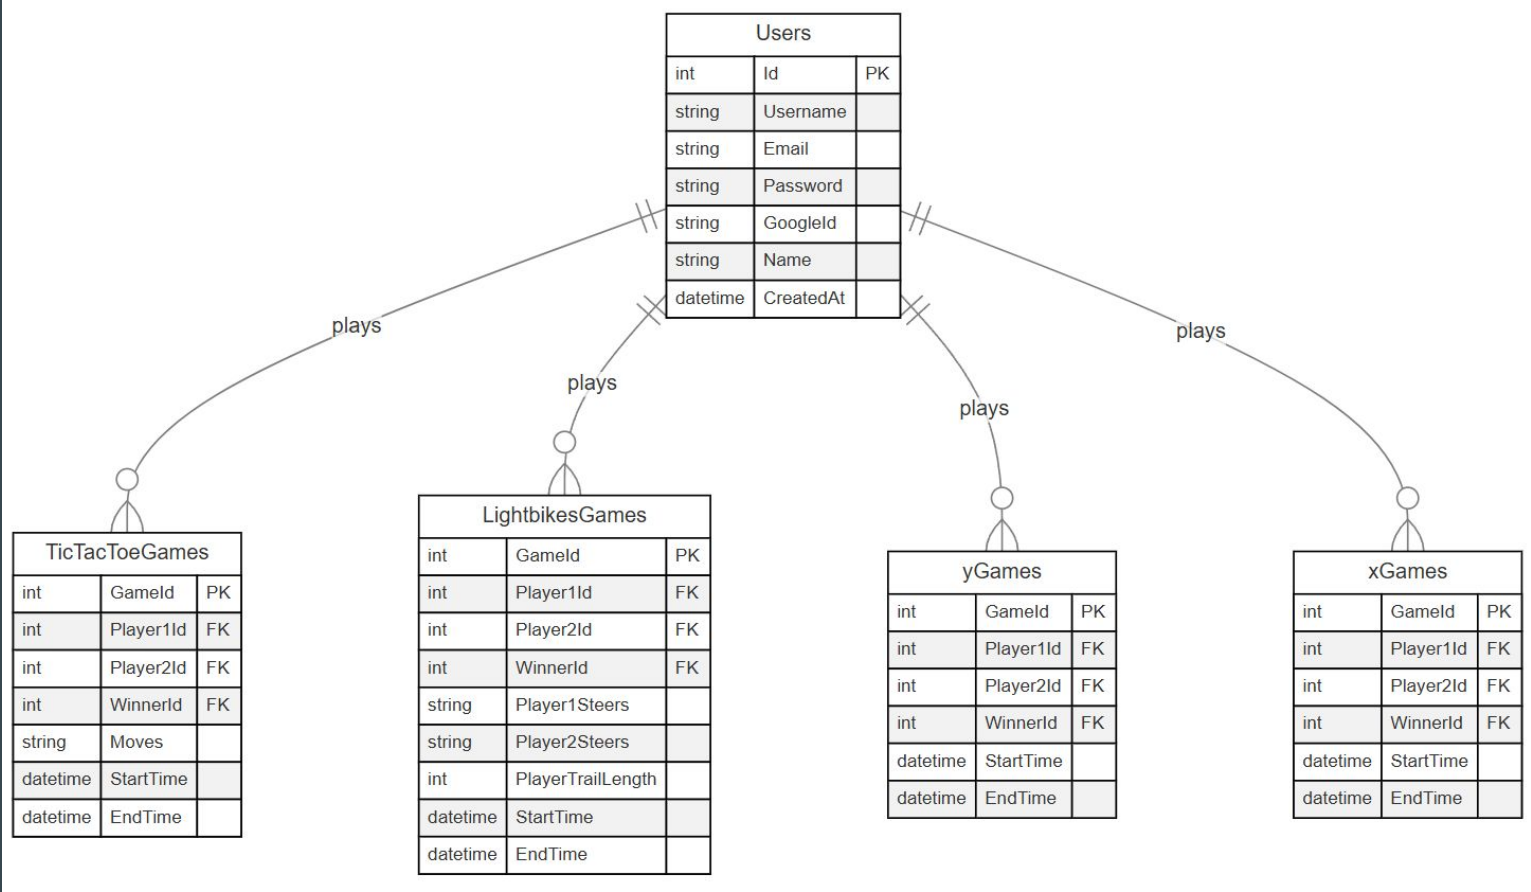 Users
int Id PK
string Username
string Email
string Password
string GoogleId
string Name
datetime CreatedAt
plays
plays
plays
plays
TicTacToeGames
int GameId PK
int Player1Id FK
int Player2Id FK
int WinnerId FK
string Moves
datetime StartTime
datetime EndTime
LightbikesGames
int GameId PK
int Player1Id FK
int Player2Id FK
int WinnerId FK
string Player1Steers
string Player2Steers
int PlayerTrailLength
datetime StartTime
datetime EndTime
yGames
int GameId PK
int Player1Id FK
int Player2Id FK
int WinnerId FK
datetime StartTime
datetime EndTime
xGames
int GameId PK
int Player1Id FK
int Player2Id FK
int WinnerId FK
datetime StartTime
datetime EndTime